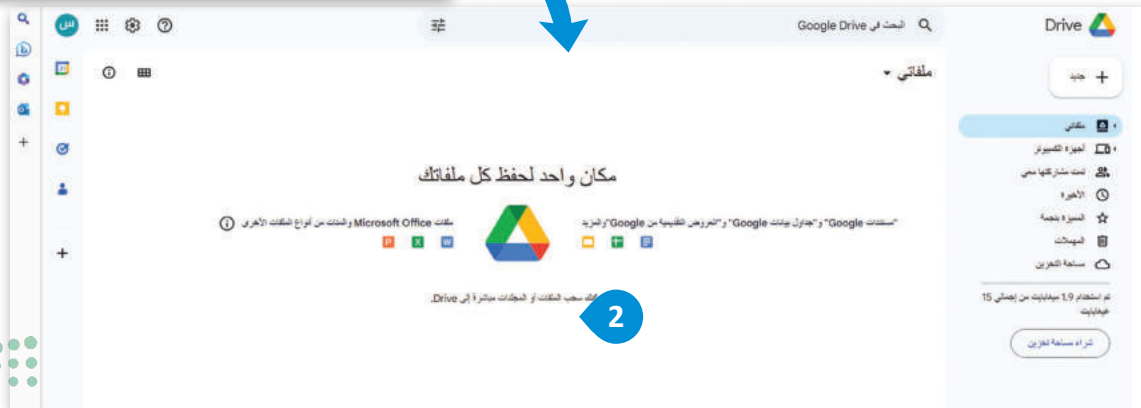 Drive
البحث في Google Drive
س
جديد
ملفاتي
أجهزة الكمبيوتر
تمت مشاركتها معي
الأخيرة
المميزة بنجمة
المهملات
مساحة التخزين
تم استخدام 1.9 ميغابايت من إجمالي 15
غيغابايت
شراء مساحة تخزين
ملفاتي
مكان واحد لحفظ كل ملفاتك
"مستندات Google" و"جداول بيانات Google" و"العروض التقديمية من Google" والمزيد
ملفات Microsoft Office والمئات من أنواع الملفات الأخرى
W X P
سحب الملفات أو المجلدات مباشرة إلى Drive.
2